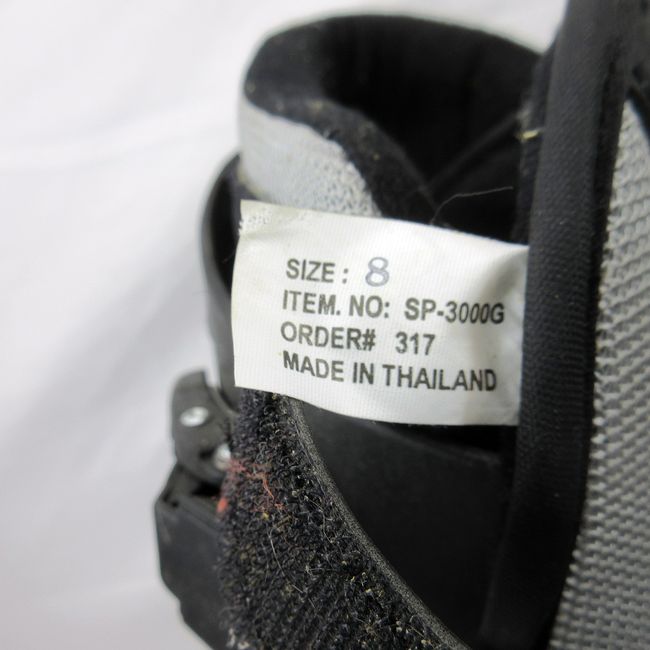 SIZE: 8
ITEM. NO: SP-3000G
ORDER# 317
MADE IN THAILAND